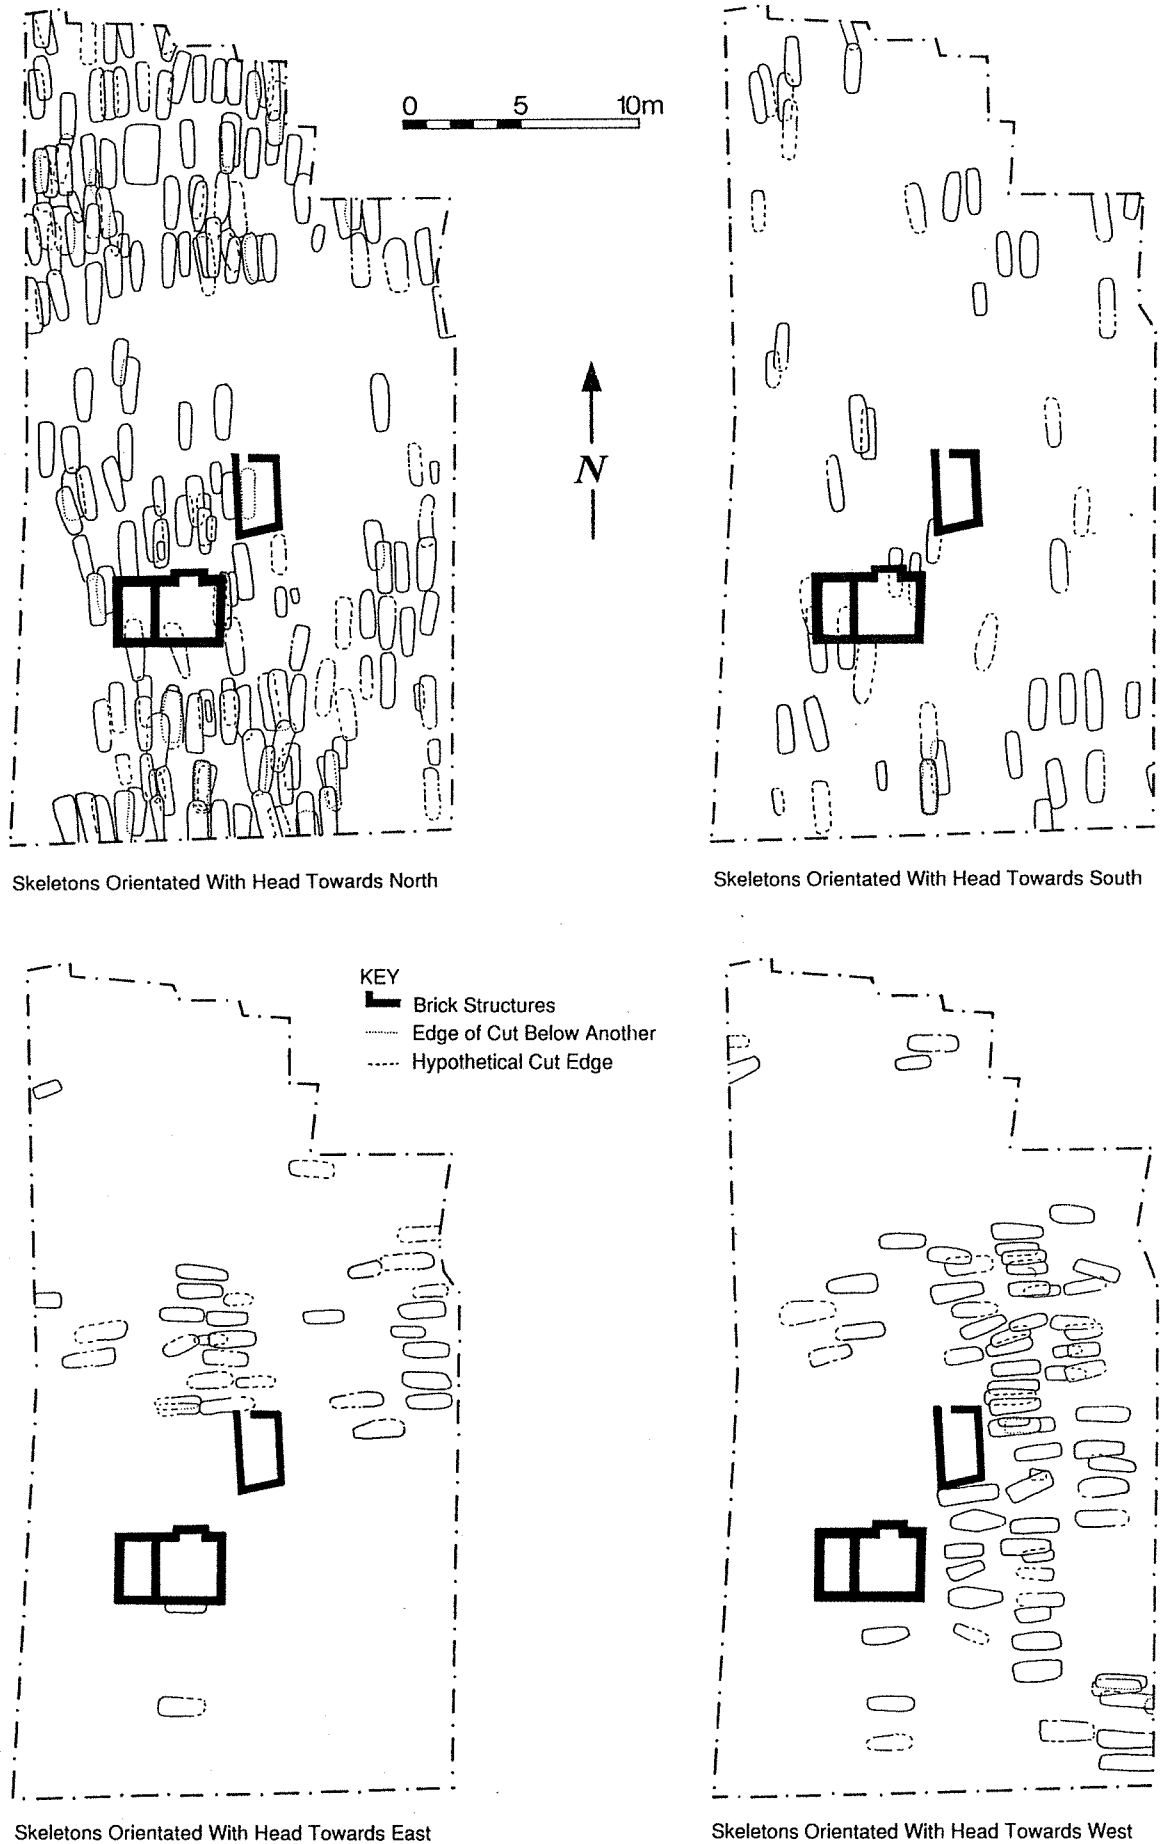 0 5 10m
N
Skeletons Orientated With Head Towards North
Skeletons Orientated With Head Towards South
KEY
Brick Structures
Edge of Cut Below Another
Hypothetical Cut Edge
Skeletons Orientated With Head Towards East
Skeletons Orientated With Head Towards West